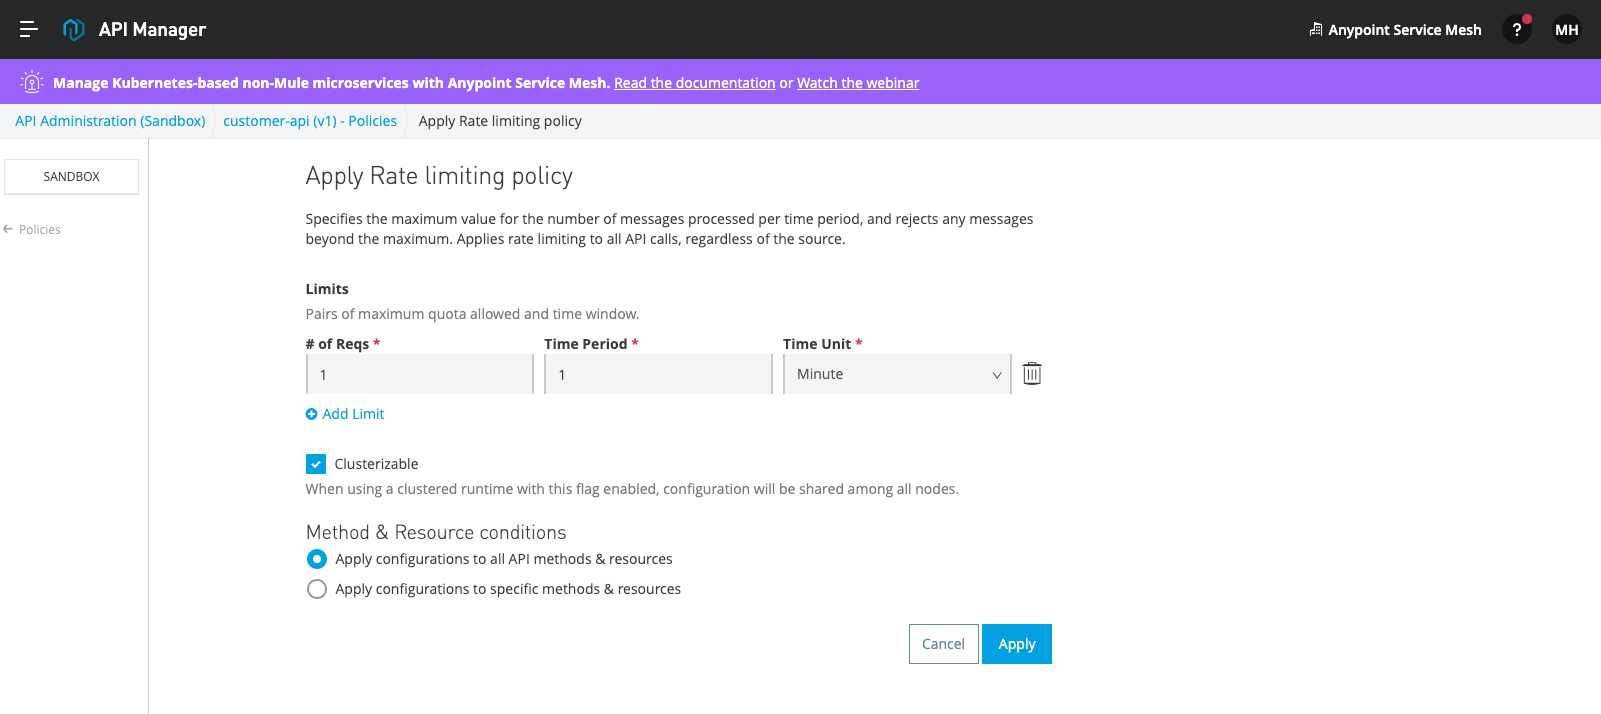 API Manager
Anypoint Service Mesh
?
MH
Manage Kubernetes-based non-Mule microservices with Anypoint Service Mesh. Read the documentation or Watch the webinar
API Administration (Sandbox)
customer-api (v1) - Policies
Apply Rate limiting policy
SANDBOX
Policies
Apply Rate limiting policy
Specifies the maximum value for the number of messages processed per time period, and rejects any messages
beyond the maximum. Applies rate limiting to all API calls, regardless of the source.
Limits
Pairs of maximum quota allowed and time window.
# of Reqs * Time Period * Time Unit *
1 1 Minute
Add Limit
Clusterizable
When using a clustered runtime with this flag enabled, configuration will be shared among all nodes.
Method & Resource conditions
Apply configurations to all API methods & resources
Apply configurations to specific methods & resources
Cancel Apply